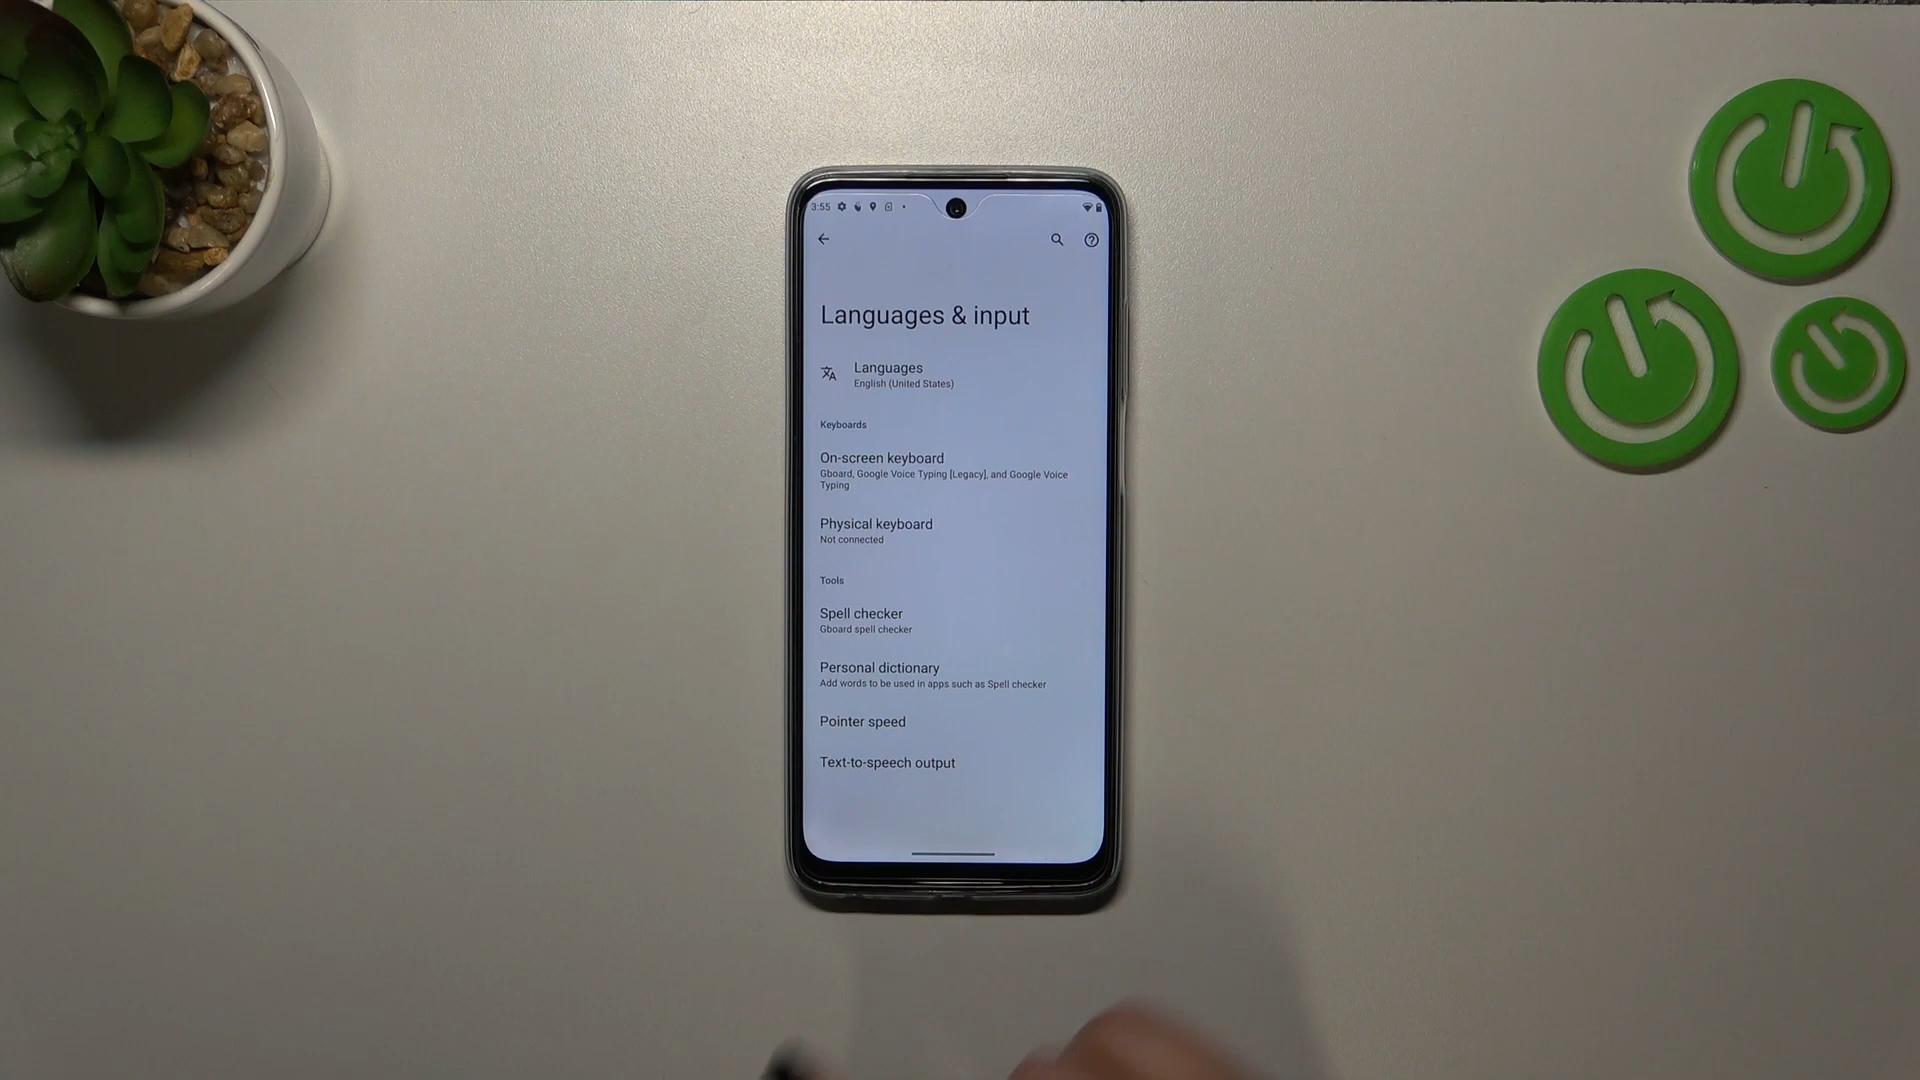 3:55
Languages & input
Languages
English (United States)
Keyboards
On-screen keyboard
Gboard, Google Voice Typing [Legacy], and Google Voice
Typing
Physical keyboard
Not connected
Tools
Spell checker
Gboard spell checker
Personal dictionary
Add words to be used in apps such as Spell checker
Pointer speed
Text-to-speech output